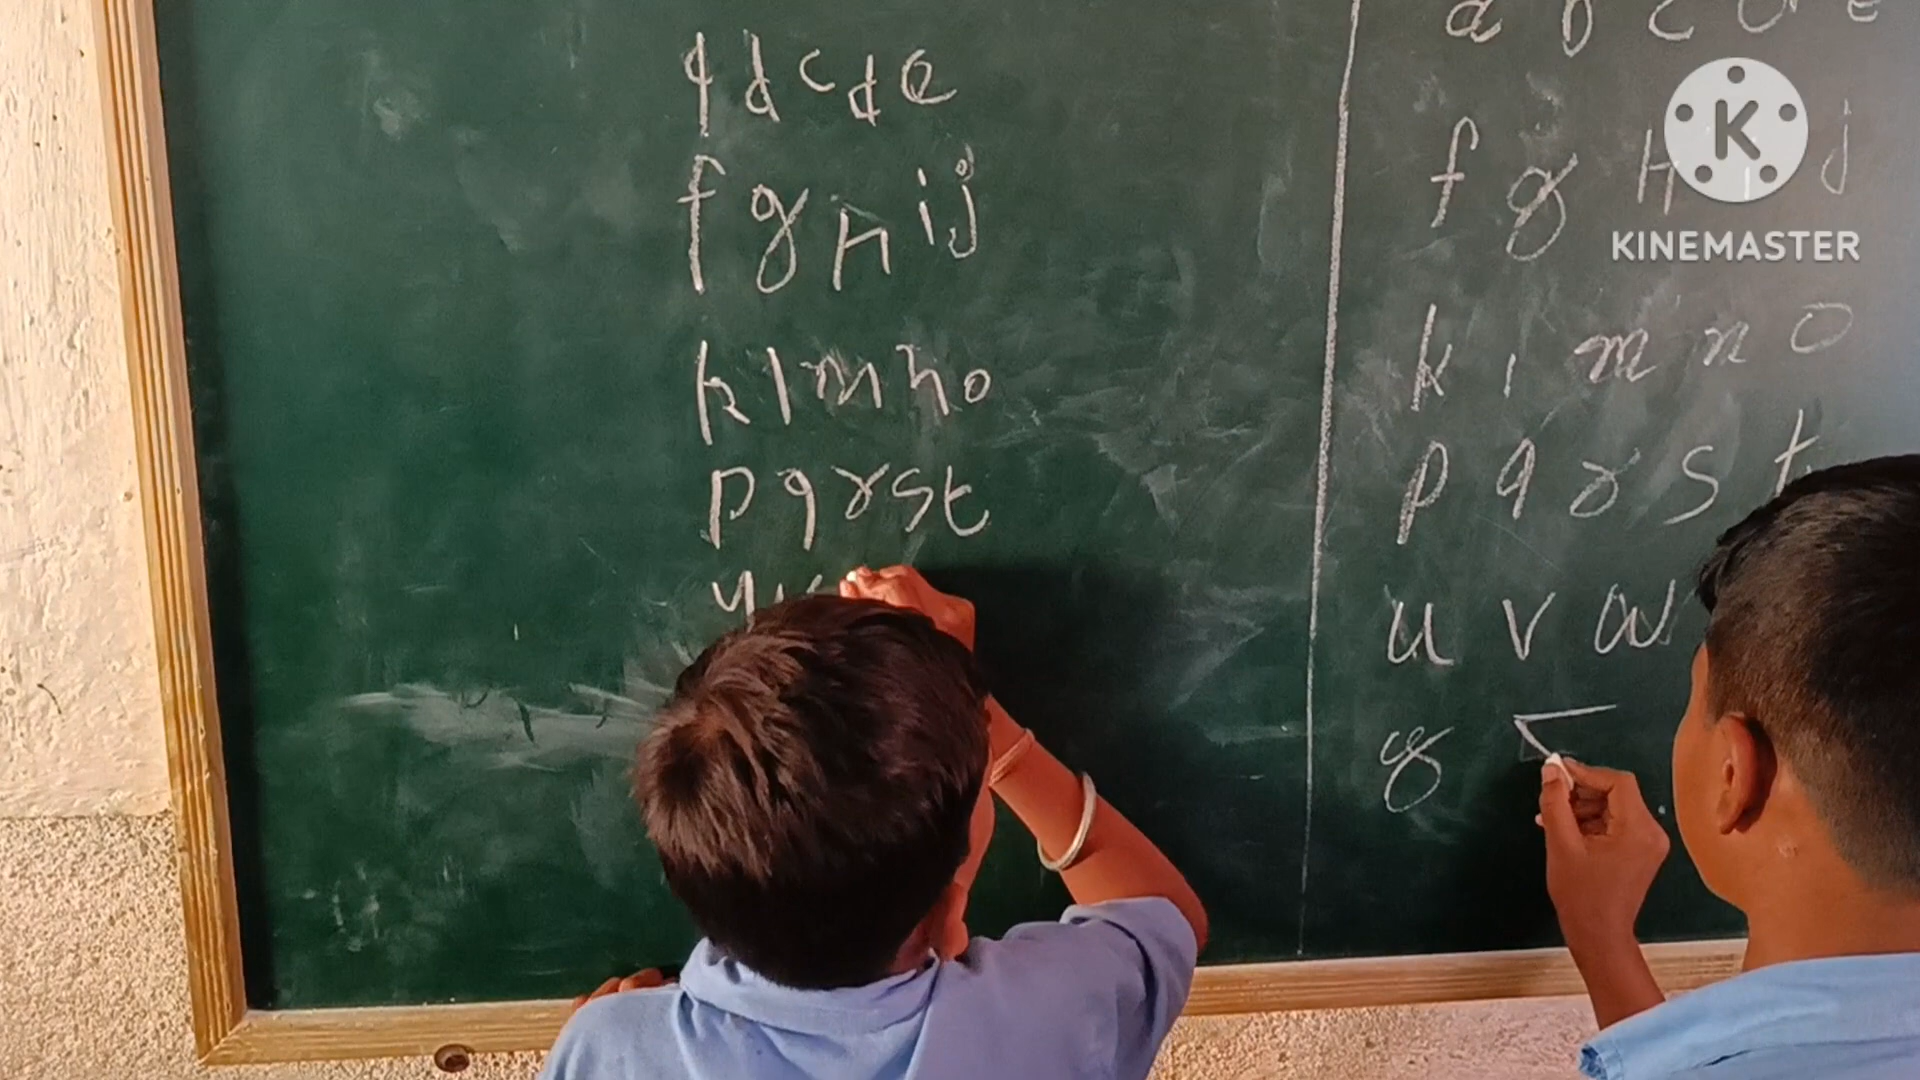 q d c d e
f g h i j
k l m n o
p q r s t
u v
a b c d e
f g H i j
k l m n o
p q r s t
u v w
y
KINEMASTER